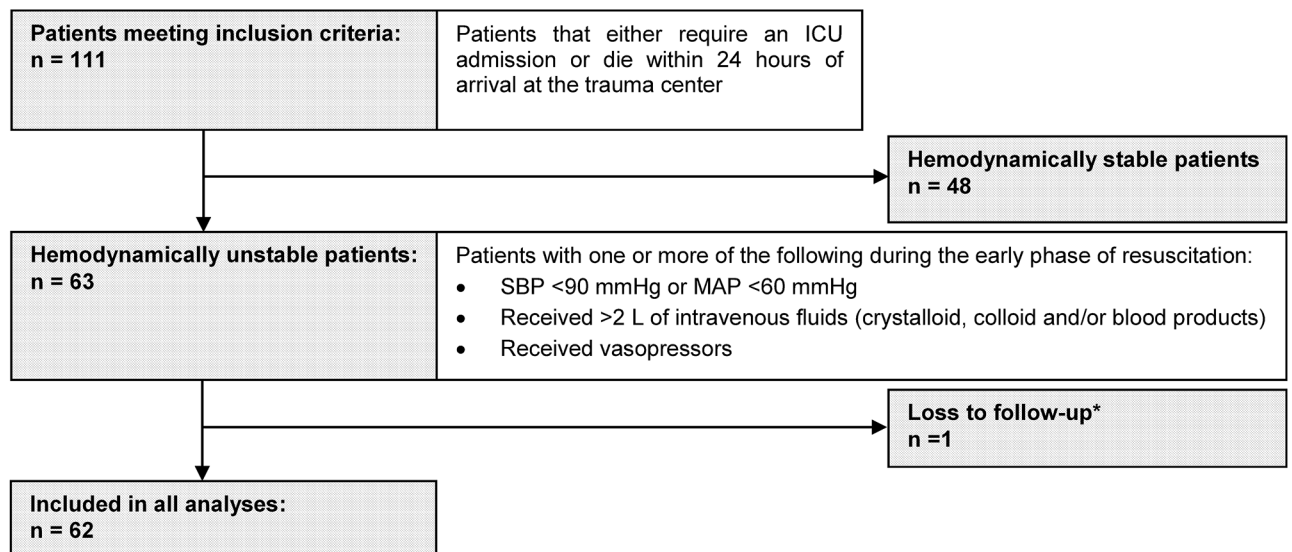 Patients meeting inclusion criteria:
n = 111
Patients that either require an ICU
admission or die within 24 hours of
arrival at the trauma center
Hemodynamically stable patients
n = 48
Hemodynamically unstable patients:
n = 63
Patients with one or more of the following during the early phase of resuscitation:
• SBP <90 mmHg or MAP <60 mmHg
• Received >2 L of intravenous fluids (crystalloid, colloid and/or blood products)
• Received vasopressors
Loss to follow-up*
n =1
Included in all analyses:
n = 62